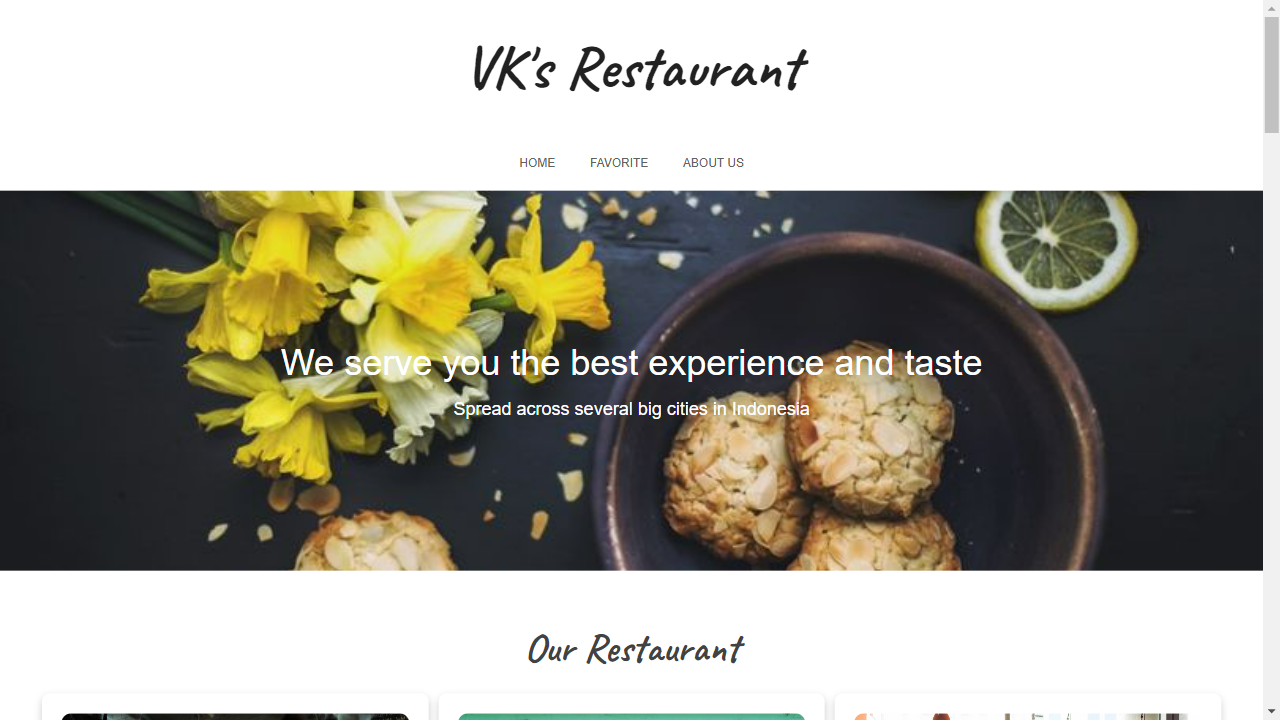 VK's Restaurant
HOME FAVORITE ABOUT US
We serve you the best experience and taste
Spread across several big cities in Indonesia
Our Restaurant